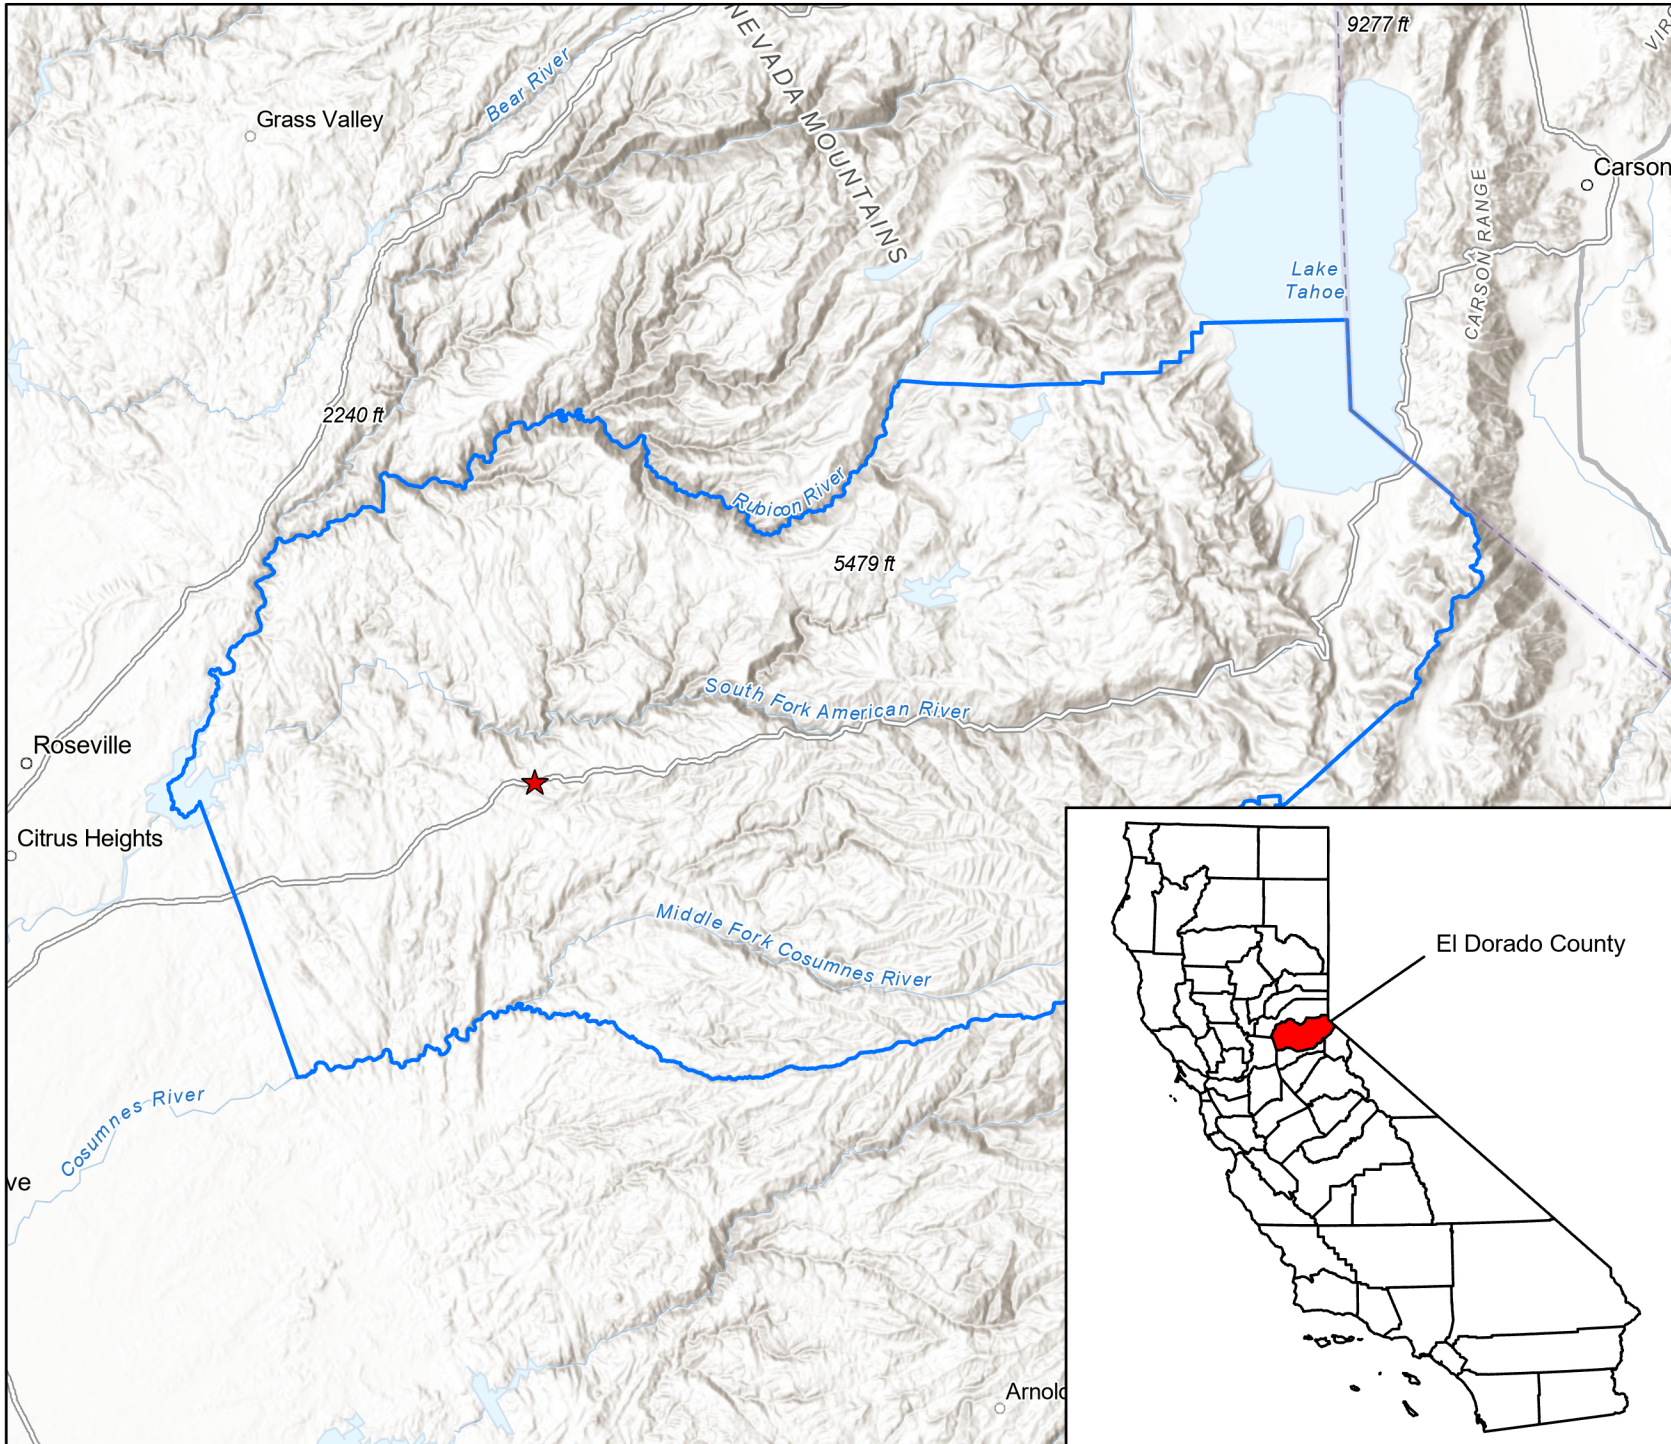 9277 ft
NEVADA MOUNTAINS
Bear River
Grass Valley
Carson
CARSON RANGE
Lake
Tahoe
2240 ft
Rubicon River
5479 ft
South Fork American River
Roseville
Citrus Heights
Middle Fork Cosumnes River
El Dorado County
Cosumnes River
ve
Arnold